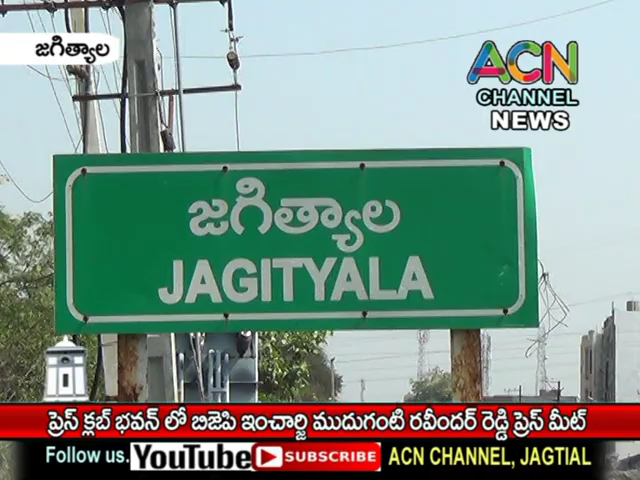 జగిత్యాల
ACN
CHANNEL
NEWS
జగిత్యాల
JAGITYALA
ప్రెస్ క్లబ్ భవన్ లో బిజెపి ఇంచార్జి ముదుగంటి రవీందర్ రెడ్డి ప్రెస్ మీట్
Follow us. YouTube SUBSCRIBE ACN CHANNEL, JAGTIAL